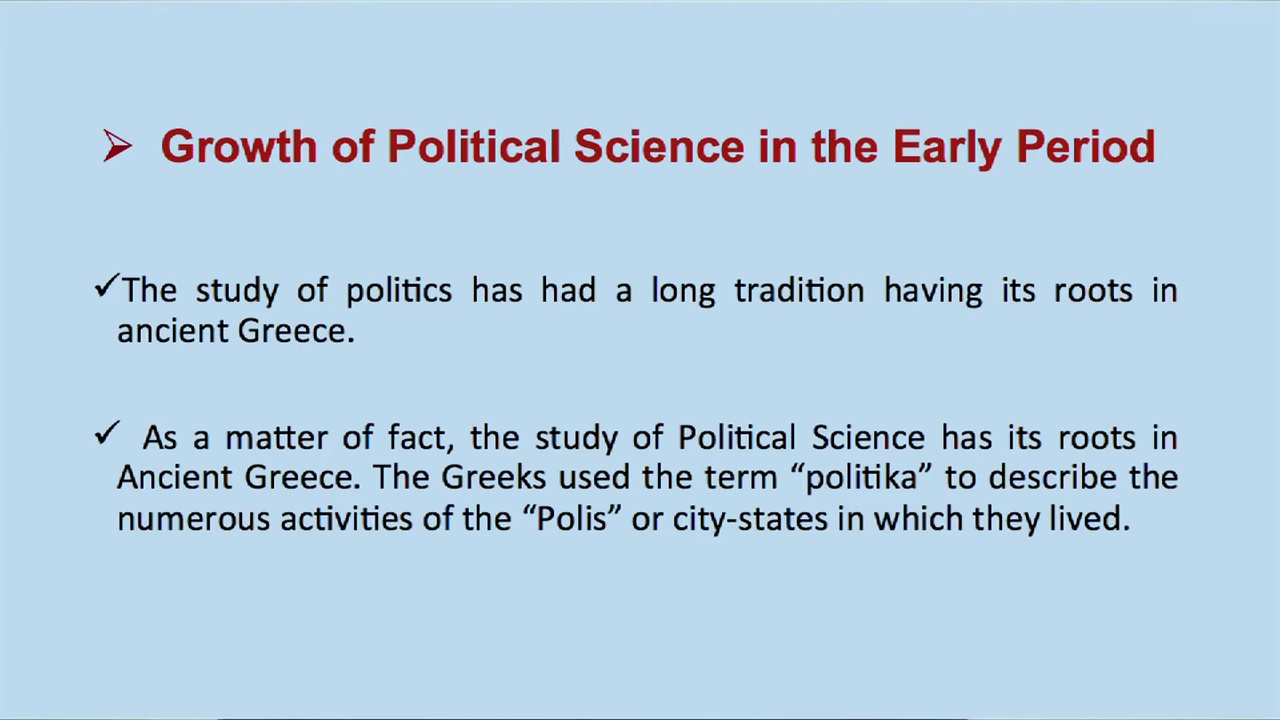 ➢ Growth of Political Science in the Early Period
✓The study of politics has had a long tradition having its roots in
ancient Greece.
✓ As a matter of fact, the study of Political Science has its roots in
Ancient Greece. The Greeks used the term “politika” to describe the
numerous activities of the “Polis” or city-states in which they lived.